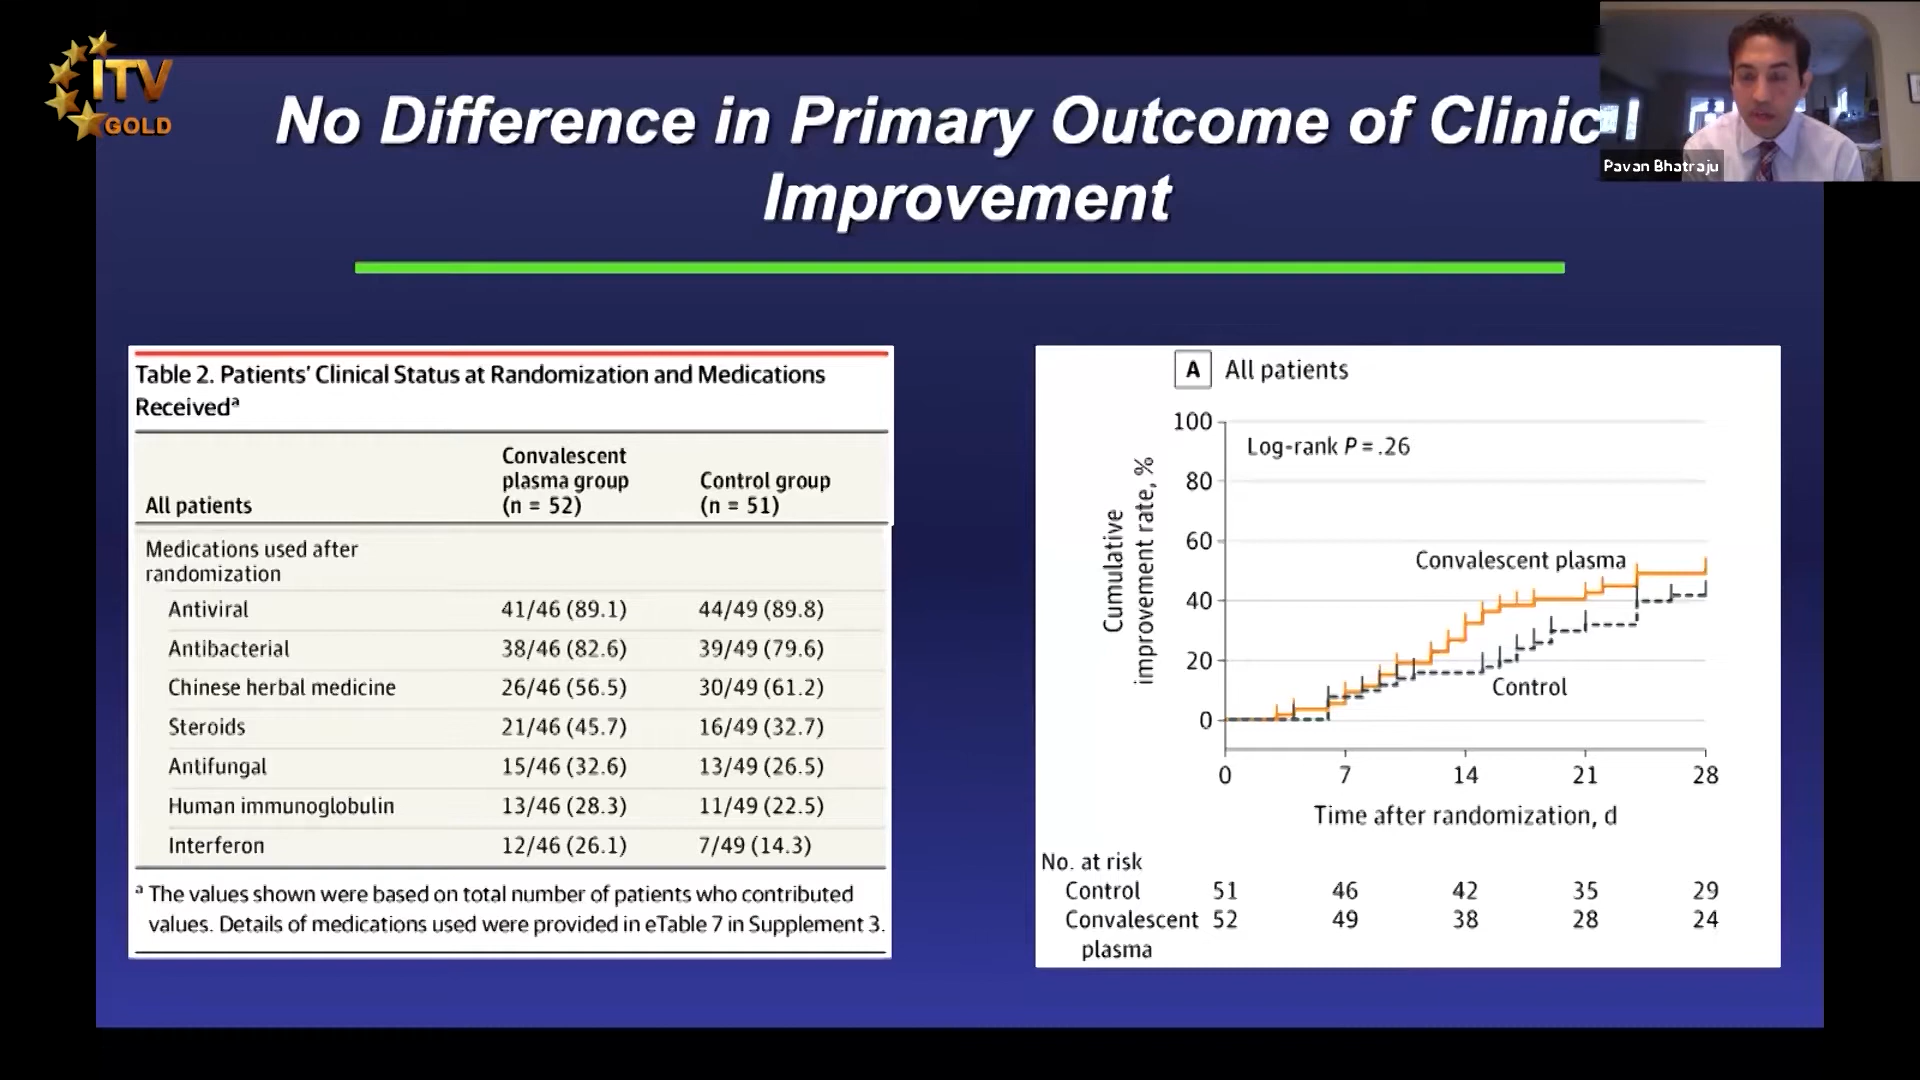 ITV
GOLD
No Difference in Primary Outcome of Clinic
Improvement
Pavan Bhatraju
Table 2. Patients' Clinical Status at Randomization and Medications
Receivedª
All patients
Convalescent
plasma group
(n = 52)
Control group
(n = 51)
Medications used after
randomization
Antiviral 41/46 (89.1) 44/49 (89.8)
Antibacterial 38/46 (82.6) 39/49 (79.6)
Chinese herbal medicine 26/46 (56.5) 30/49 (61.2)
Steroids 21/46 (45.7) 16/49 (32.7)
Antifungal 15/46 (32.6) 13/49 (26.5)
Human immunoglobulin 13/46 (28.3) 11/49 (22.5)
Interferon 12/46 (26.1) 7/49 (14.3)
ª The values shown were based on total number of patients who contributed
values. Details of medications used were provided in eTable 7 in Supplement 3.
A All patients
Log-rank P = .26
Cumulative
improvement rate, %
100
80
60
40
20
0
Convalescent plasma
Control
0 7 14 21 28
Time after randomization, d
No. at risk
Control 51 46 42 35 29
Convalescent 52 49 38 28 24
plasma